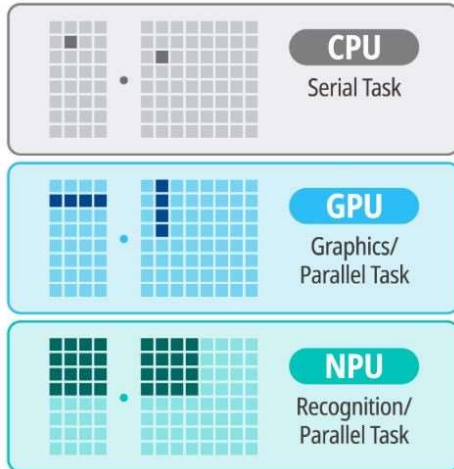 CPU
Serial Task
GPU
Graphics/
Parallel Task
NPU
Recognition/
Parallel Task